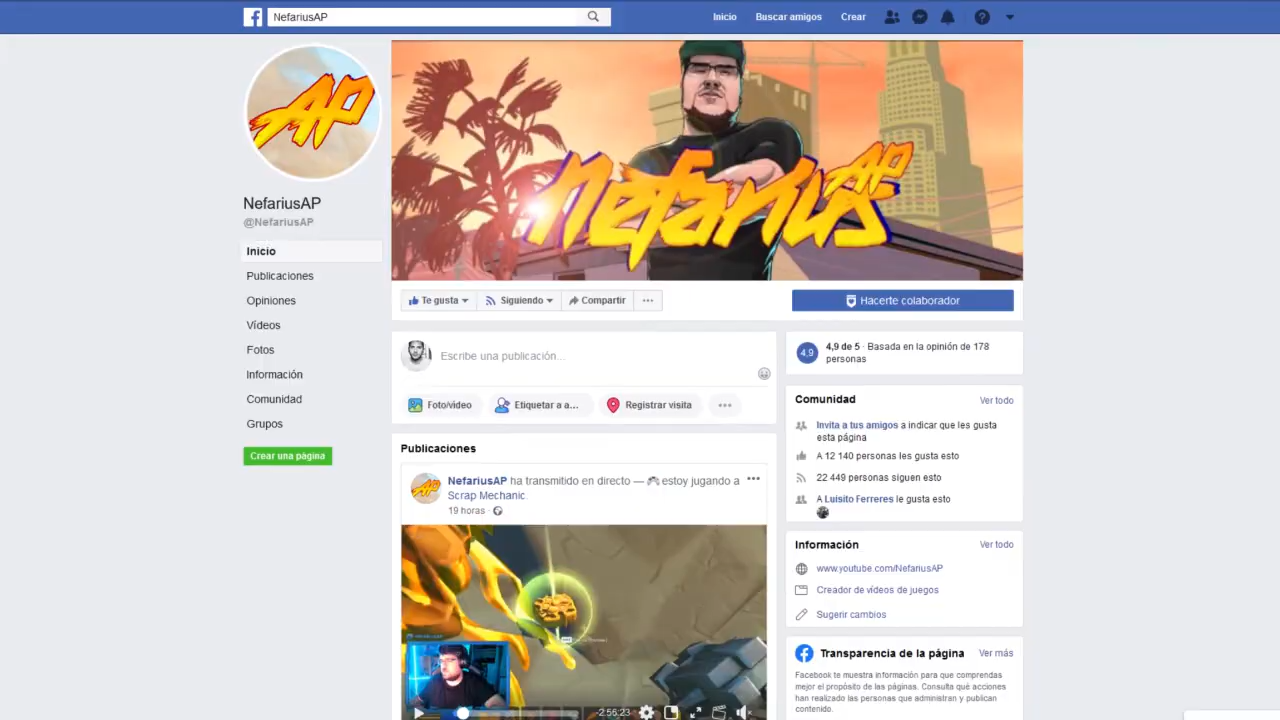 NefariusAP
Inicio
Buscar amigos
Crear
AP
NefariusAP
@NefariusAP
Inicio
Publicaciones
Opiniones
Vídeos
Fotos
Información
Comunidad
Grupos
Crear una página
nefarius AP
Te gusta
Siguiendo
Compartir
Hacerte colaborador
Escribe una publicación...
Foto/video
Etiquetar a a...
Registrar visita
Publicaciones
AP
NefariusAP ha transmitido en directo — estoy jugando a
Scrap Mechanic.
19 horas ·
-2:56:23
4,9
4,9 de 5 · Basada en la opinión de 178
personas
Comunidad
Ver todo
Invita a tus amigos a indicar que les gusta
esta página
A 12 140 personas les gusta esto
22 449 personas siguen esto
A Luisito Ferreres le gusta esto
Información
Ver todo
www.youtube.com/NefariusAP
Creador de vídeos de juegos
Sugerir cambios
Transparencia de la página
Ver más
Facebook te muestra información para que comprendas
mejor el propósito de las páginas. Consulta qué acciones
han realizado las personas que administran y publican
contenido.